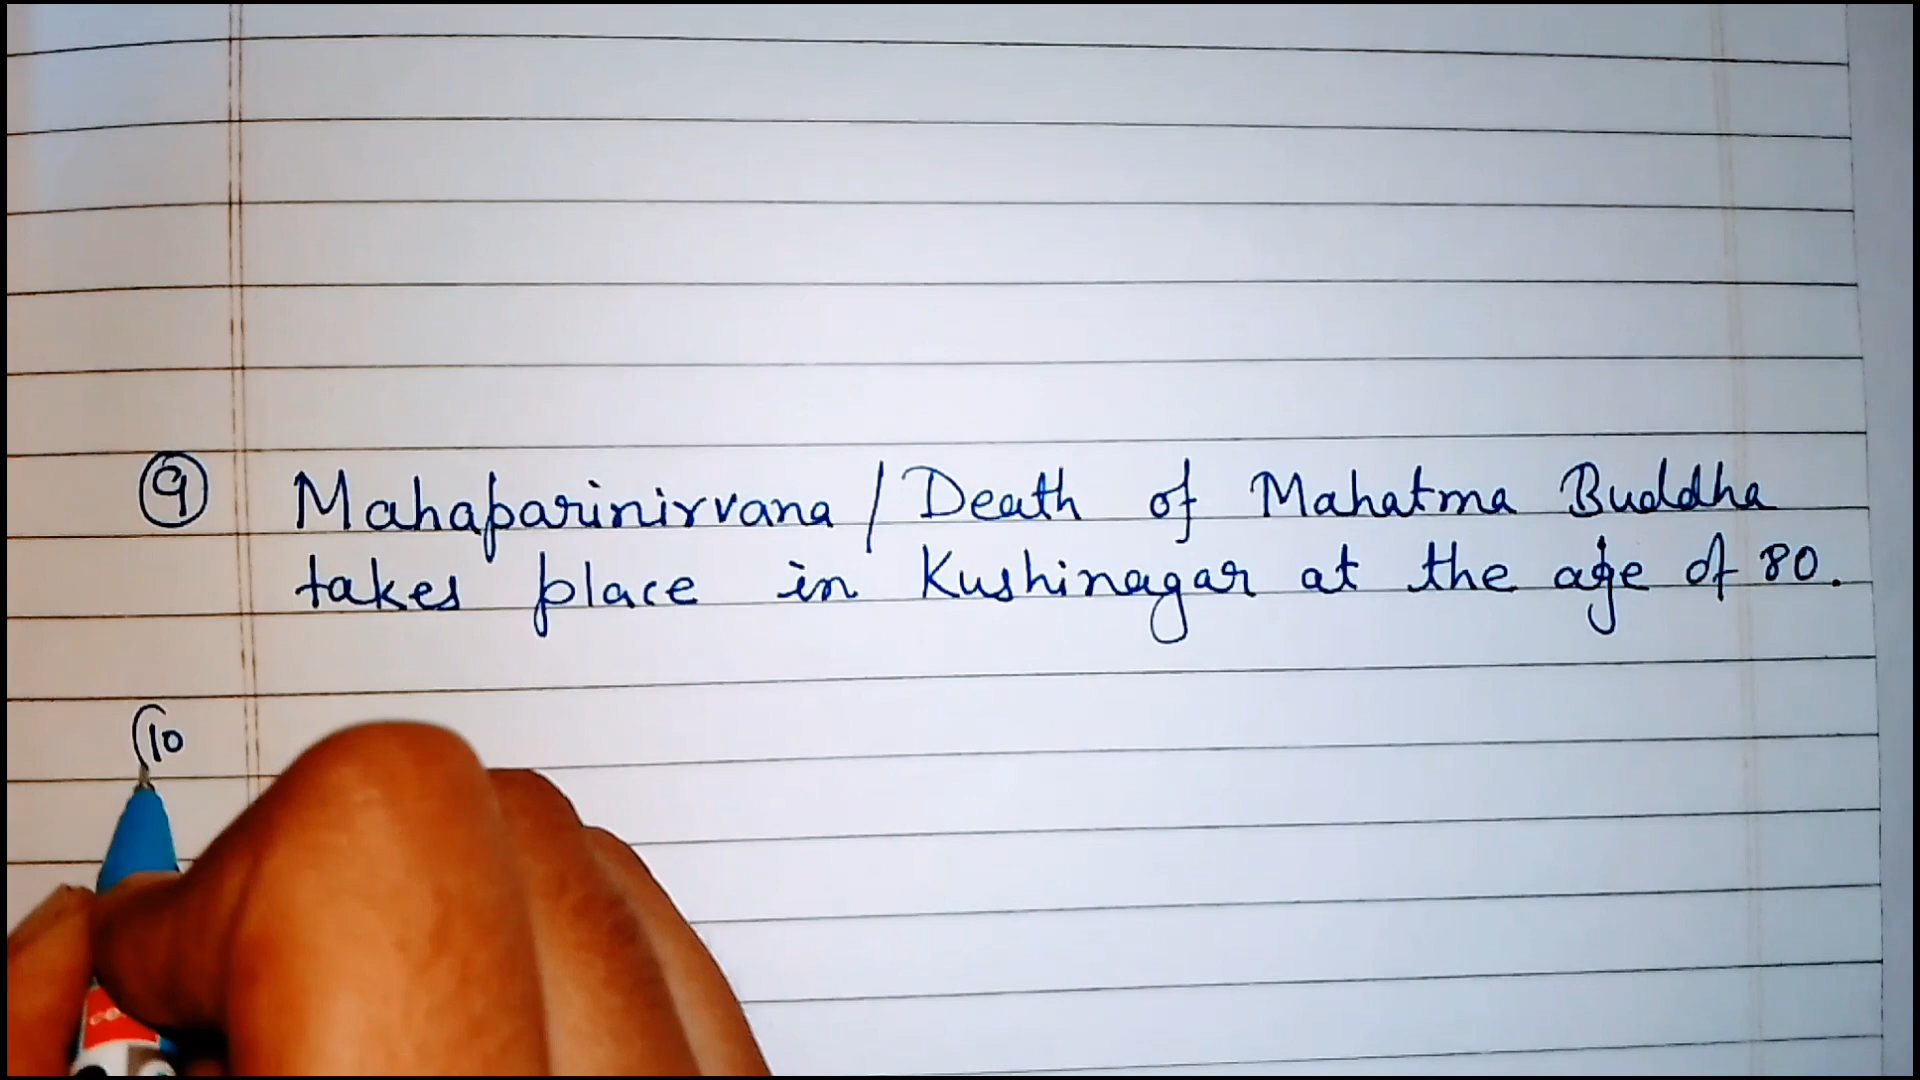 9 Mahaparinirvana / Death of Mahatma Buddha
takes place in Kushinagar at the age of 80.
10